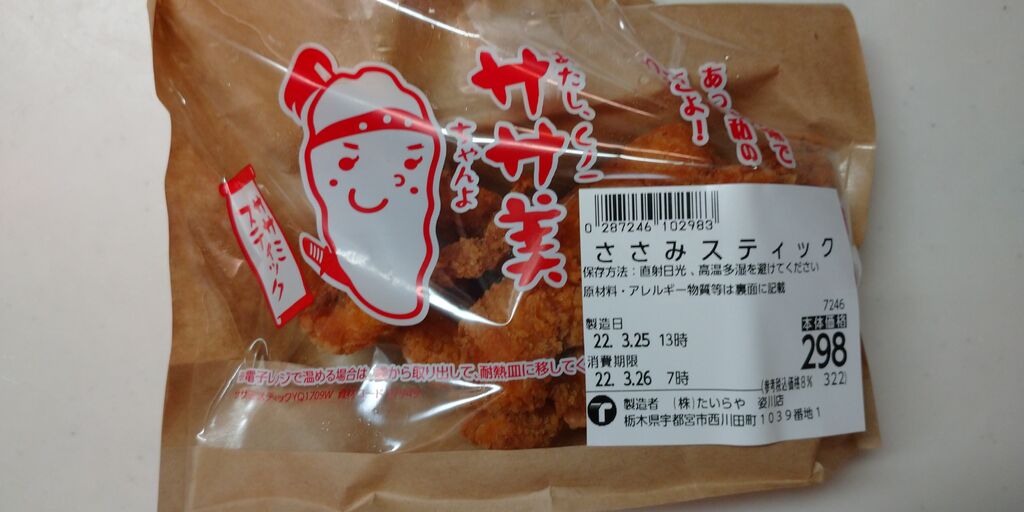 わたし、
ササ美
ちゃんよ
あつ
よ!
ササミ
スティック
0 287246 102983
ささみスティック
保存方法:直射日光、高温多湿を避けてください
原材料・アレルギー物質等は裏面に記載
7246
製造日
本体価格
22. 3.25 13時
298
消費期限
22. 3.26 7時
(参考税込価格8% 322)
製造者 (株)たいらや 姿川店
栃木県宇都宮市西川田町1039番地1
電子レンジで温める場合は
から取り出して、耐熱皿に移してく